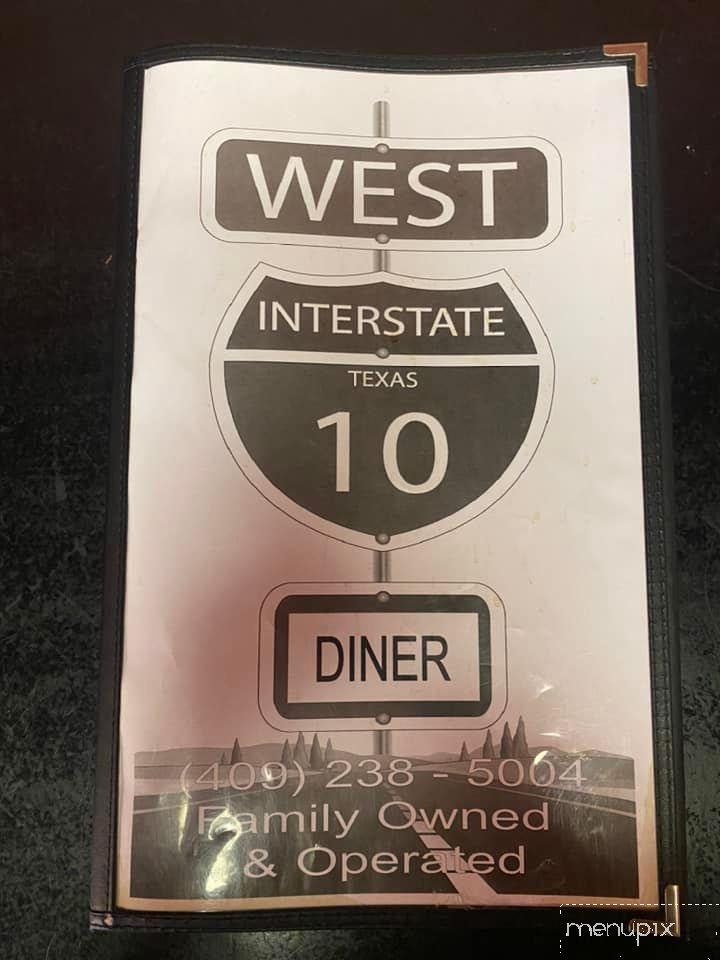 WEST
INTERSTATE
TEXAS
10
DINER
(409) 238 - 5004
Family Owned
& Operated
menupix